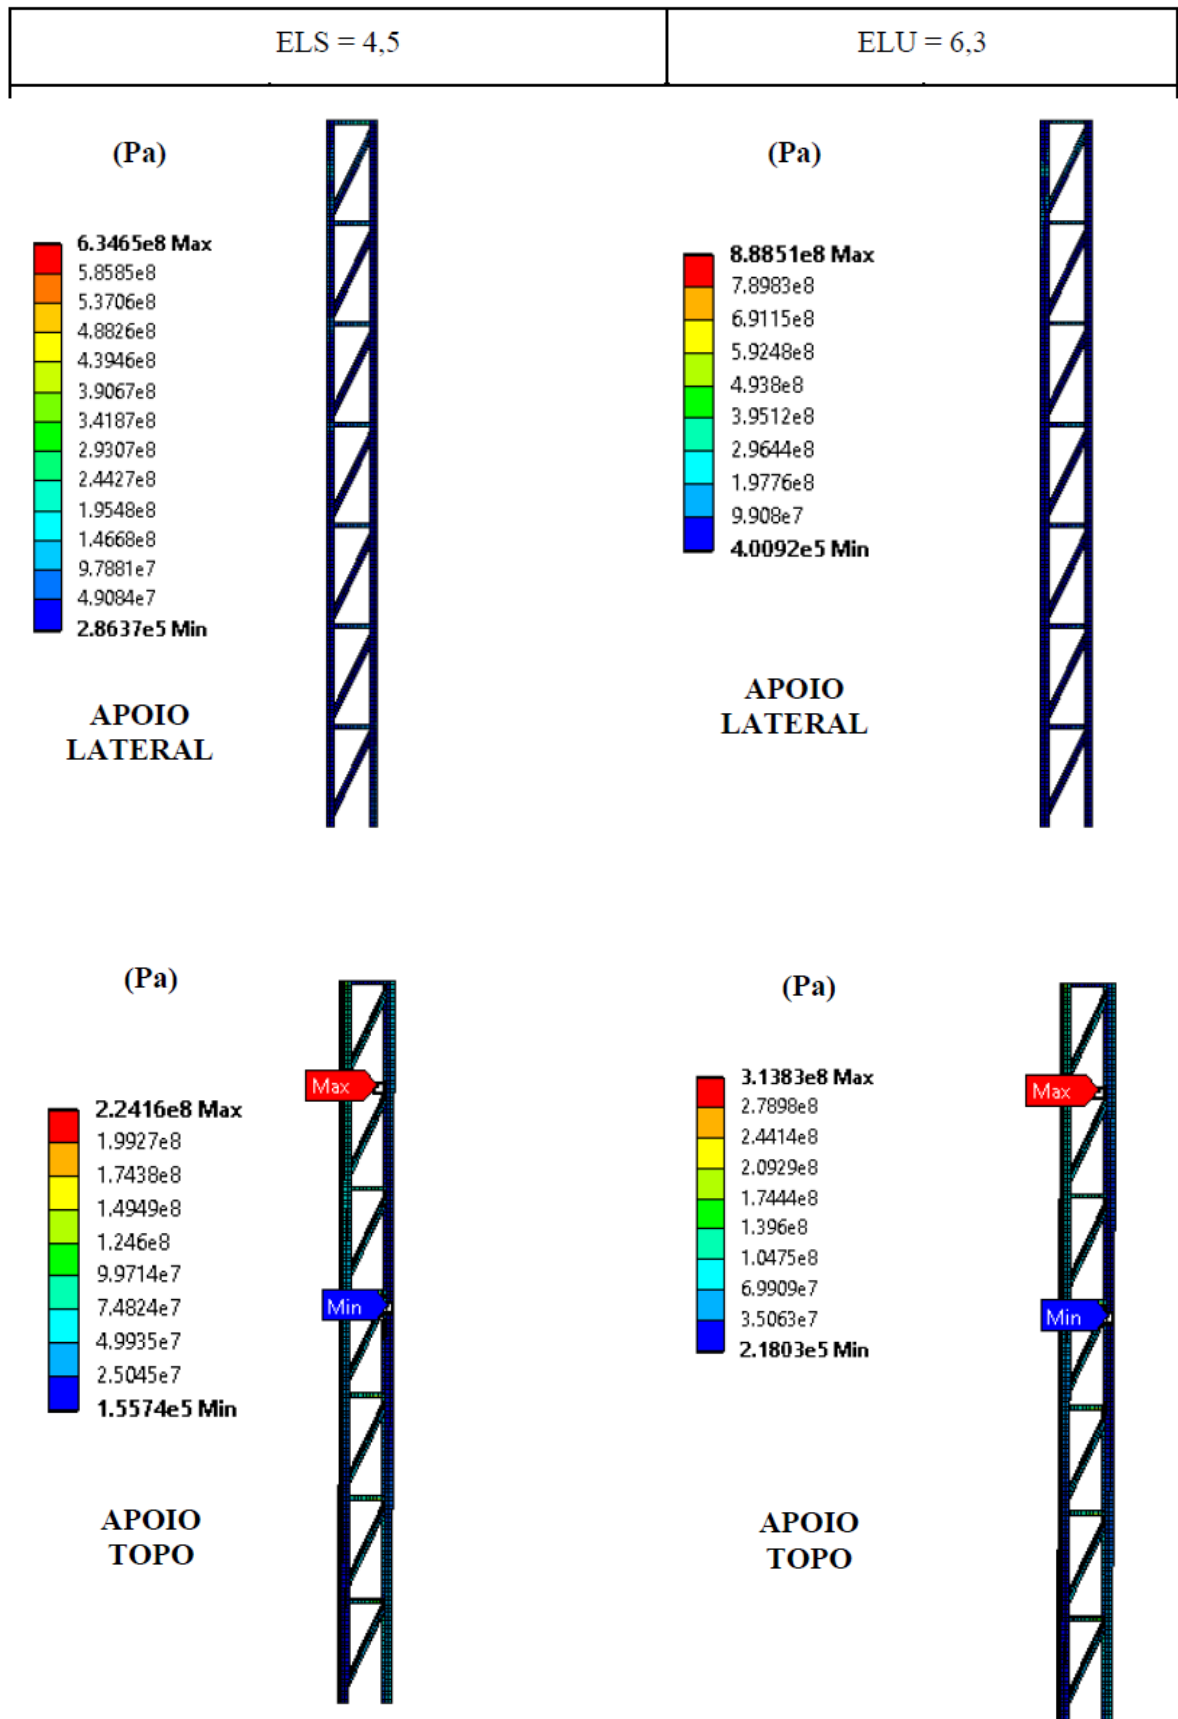 ELS = 4,5
ELU = 6,3
(Pa)
6.3465e8 Max
5.8585e8
5.3706e8
4.8826e8
4.3946e8
3.9067e8
3.4187e8
2.9307e8
2.4427e8
1.9548e8
1.4668e8
9.7881e7
4.9084e7
2.8637e5 Min
APOIO
LATERAL
(Pa)
8.8851e8 Max
7.8983e8
6.9115e8
5.9248e8
4.938e8
3.9512e8
2.9644e8
1.9776e8
9.908e7
4.0092e5 Min
APOIO
LATERAL
(Pa)
Max
2.2416e8 Max
1.9927e8
1.7438e8
1.4949e8
1.246e8
9.9714e7
7.4824e7
4.9935e7
2.5045e7
1.5574e5 Min
Min
APOIO
TOPO
(Pa)
Max
3.1383e8 Max
2.7898e8
2.4414e8
2.0929e8
1.7444e8
1.396e8
1.0475e8
6.9909e7
3.5063e7
2.1803e5 Min
Min
APOIO
TOPO